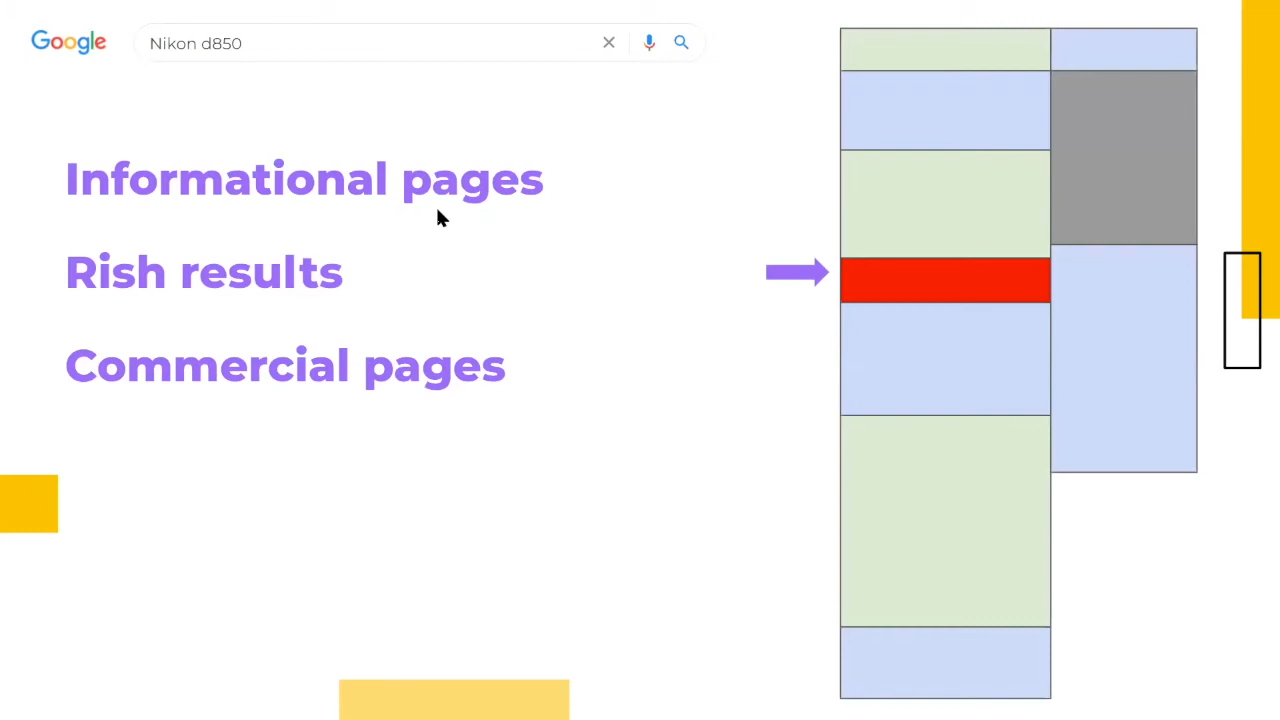 Google
Nikon d850
Informational pages
Rish results
Commercial pages